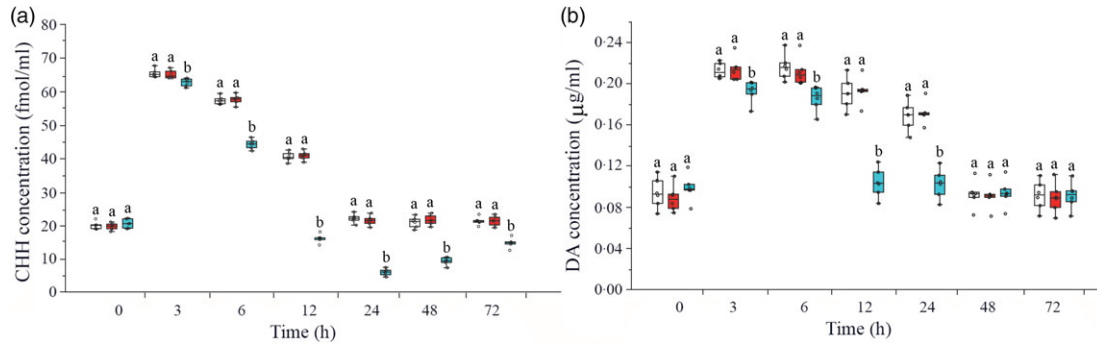 (a)
CHH concentration (fmol/ml)
80
70
60
50
40
30
20
10
0
a a a
a a b
a a b
a a b
a a b
a a b
a a b
0 3 6 12 24 48 72
Time (h)
(b)
DA concentration (µg/ml)
0·26
0·20
0·16
0·12
0·08
0·04
0·00
a a a
a a b
a a b
a a b
a a b
a a a
a a a
0 3 6 12 24 48 72
Time (h)